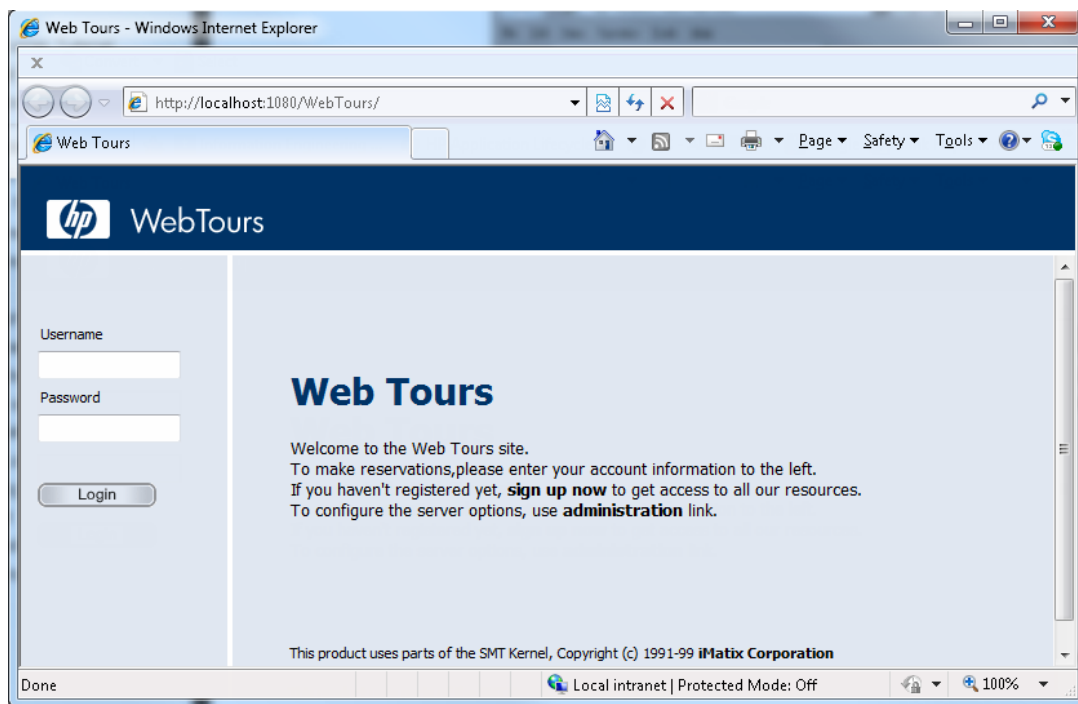 Web Tours - Windows Internet Explorer
x
http://localhost:1080/WebTours/
Web Tours
Page Safety Tools
hp WebTours
Username
Password
Login
Web Tours
Welcome to the Web Tours site.
To make reservations,please enter your account information to the left.
If you haven't registered yet, sign up now to get access to all our resources.
To configure the server options, use administration link.
This product uses parts of the SMT Kernel, Copyright (c) 1991-99 iMatix Corporation
Done
Local intranet | Protected Mode: Off
100%